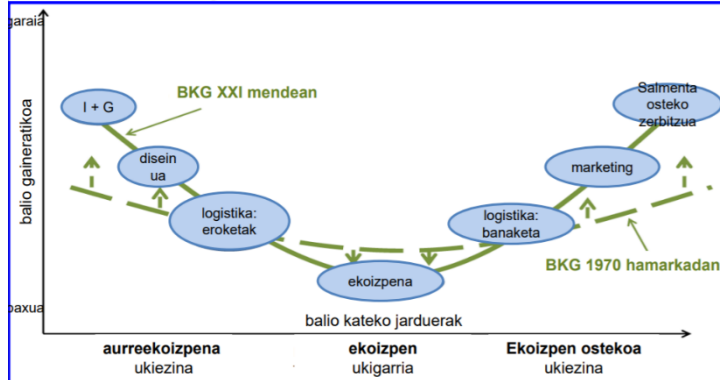 garaia
balio gaineratikoa
baxua
I + G
BKG XXI mendean
disein
ua
logistika:
eroketak
ekoizpena
logistika:
banaketa
marketing
Salmenta
osteko
zerbitzua
BKG 1970 hamarkadan
balio kateko jarduerak
aurreekoizpena
ukiezina
ekoizpen
ukigarria
Ekoizpen ostekoa
ukiezina